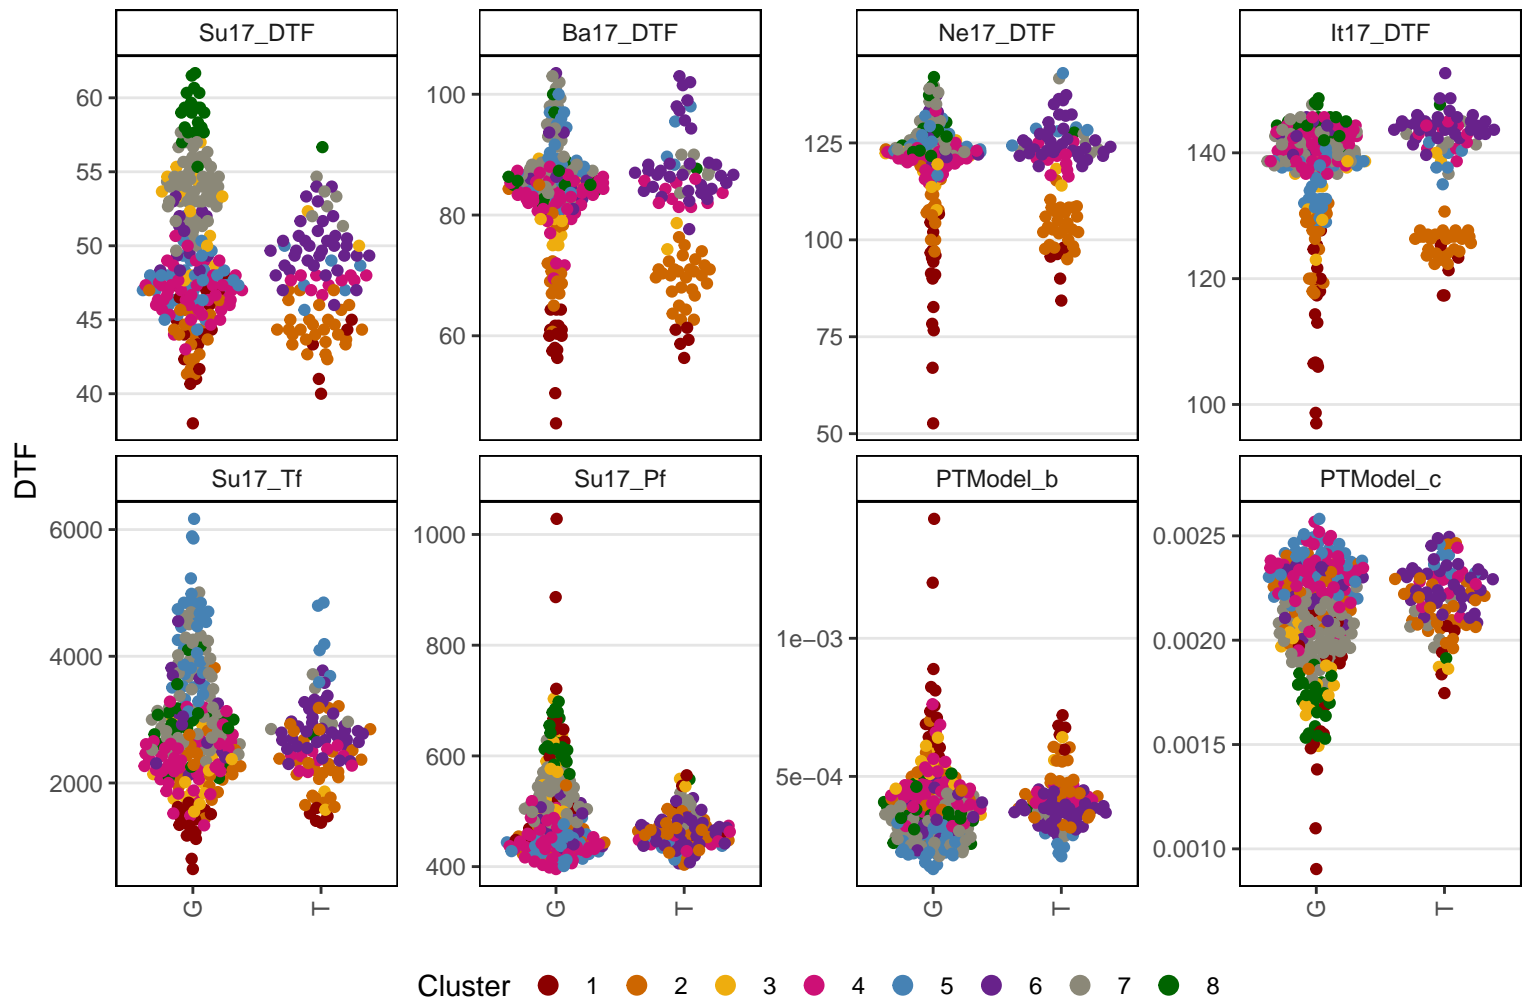 Su17_DTF Ba17_DTF Ne17_DTF It17_DTF
60 100 125 140
55 80 100 120
50 60 75 100
45 50
40
DTF
Su17_Tf Su17_Pf PTModel_b PTModel_c
6000 1000 1e−03 0.0025
4000 800 5e−04 0.0020
2000 600 0.0015
400 0.0010
G T G T G T G T
Cluster 1 2 3 4 5 6 7 8